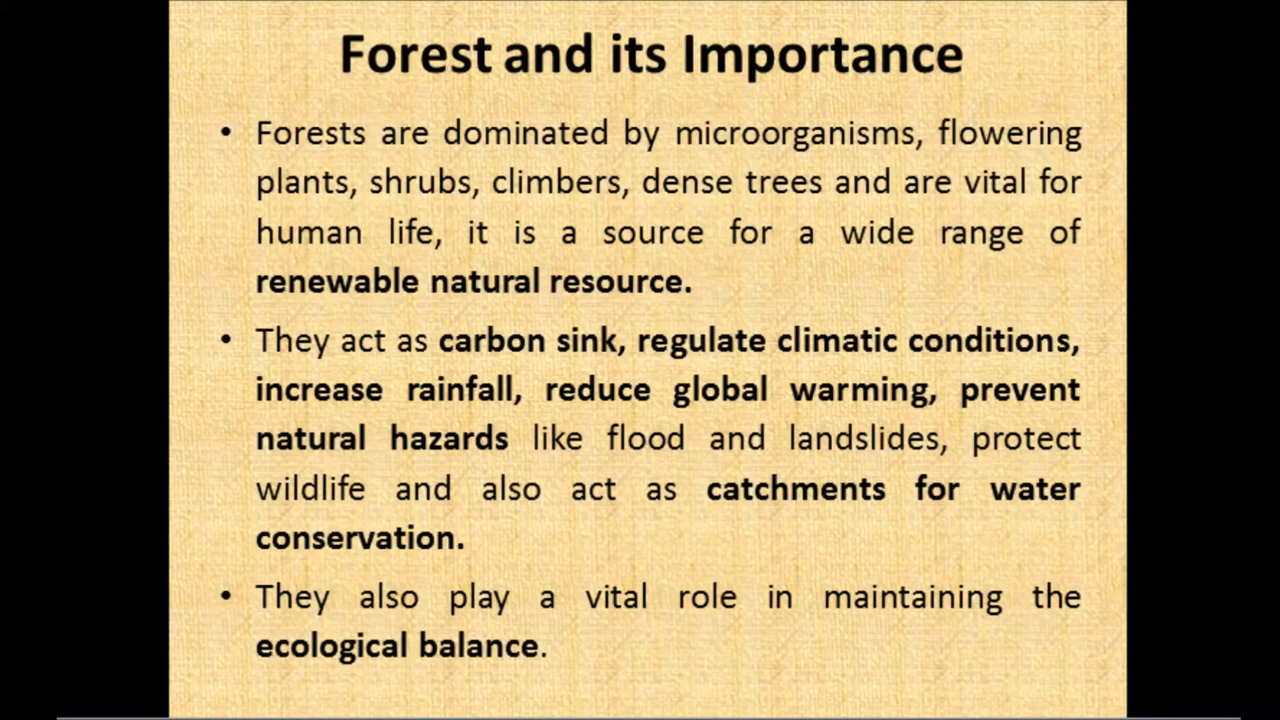 Forest and its Importance
• Forests are dominated by microorganisms, flowering
plants, shrubs, climbers, dense trees and are vital for
human life, it is a source for a wide range of
renewable natural resource.
• They act as carbon sink, regulate climatic conditions,
increase rainfall, reduce global warming, prevent
natural hazards like flood and landslides, protect
wildlife and also act as catchments for water
conservation.
• They also play a vital role in maintaining the
ecological balance.